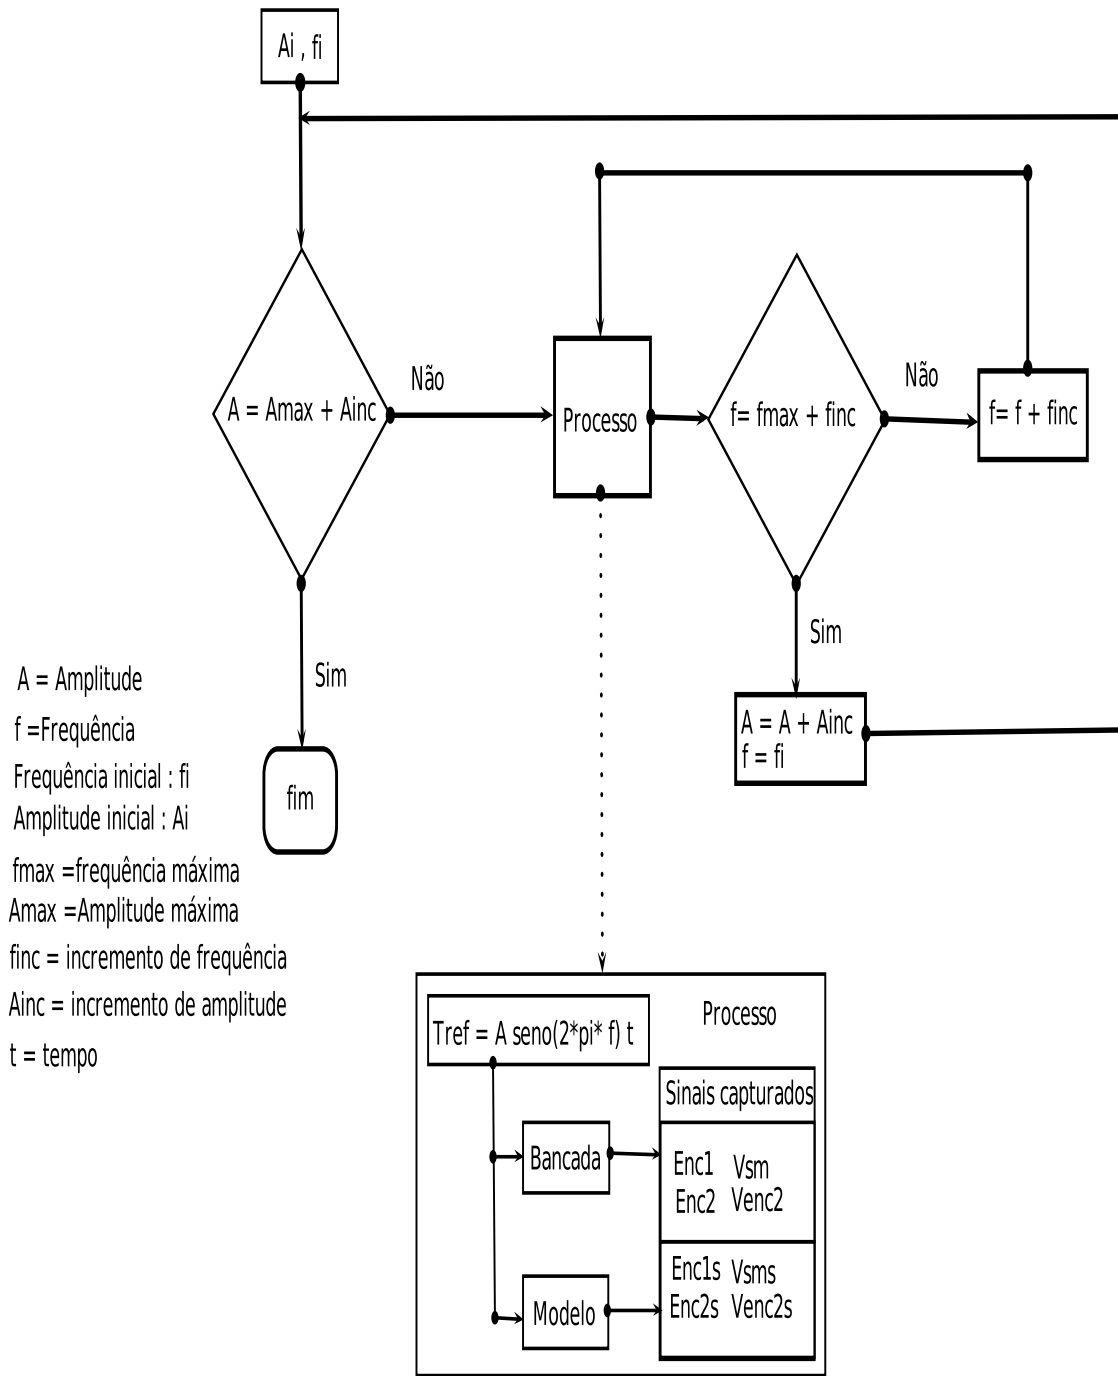 Ai , fi
A = Amax + Ainc
Não
Processo
f= fmax + finc
Não
f= f + finc
Sim
Sim
A = A + Ainc
f = fi
fim
A = Amplitude
f =Frequência
Frequência inicial : fi
Amplitude inicial : Ai
fmax =frequência máxima
Amax =Amplitude máxima
finc = incremento de frequência
Ainc = incremento de amplitude
t = tempo
Processo
Tref = A seno(2*pi* f) t
Sinais capturados
Bancada
Enc1 Vsm
Enc2 Venc2
Modelo
Enc1s Vsms
Enc2s Venc2s